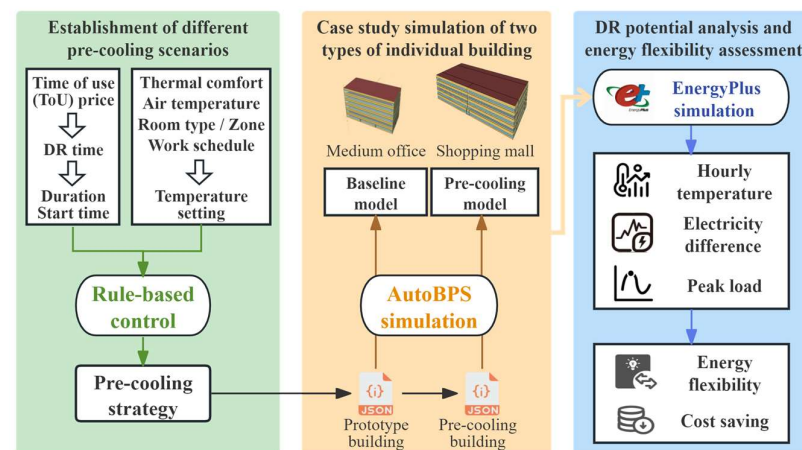 Establishment of different
pre-cooling scenarios
Time of use
(ToU) price
DR time
Duration
Start time
Thermal comfort
Air temperature
Room type / Zone
Work schedule
Temperature
setting
Rule-based
control
Pre-cooling
strategy
Case study simulation of two
types of individual building
Medium office
Shopping mall
Baseline
model
Pre-cooling
model
AutoBPS
simulation
{i}
JSON
Prototype
building
{i}
JSON
Pre-cooling
building
DR potential analysis and
energy flexibility assessment
EnergyPlus
simulation
Hourly
temperature
Electricity
difference
Peak load
Energy
flexibility
Cost saving